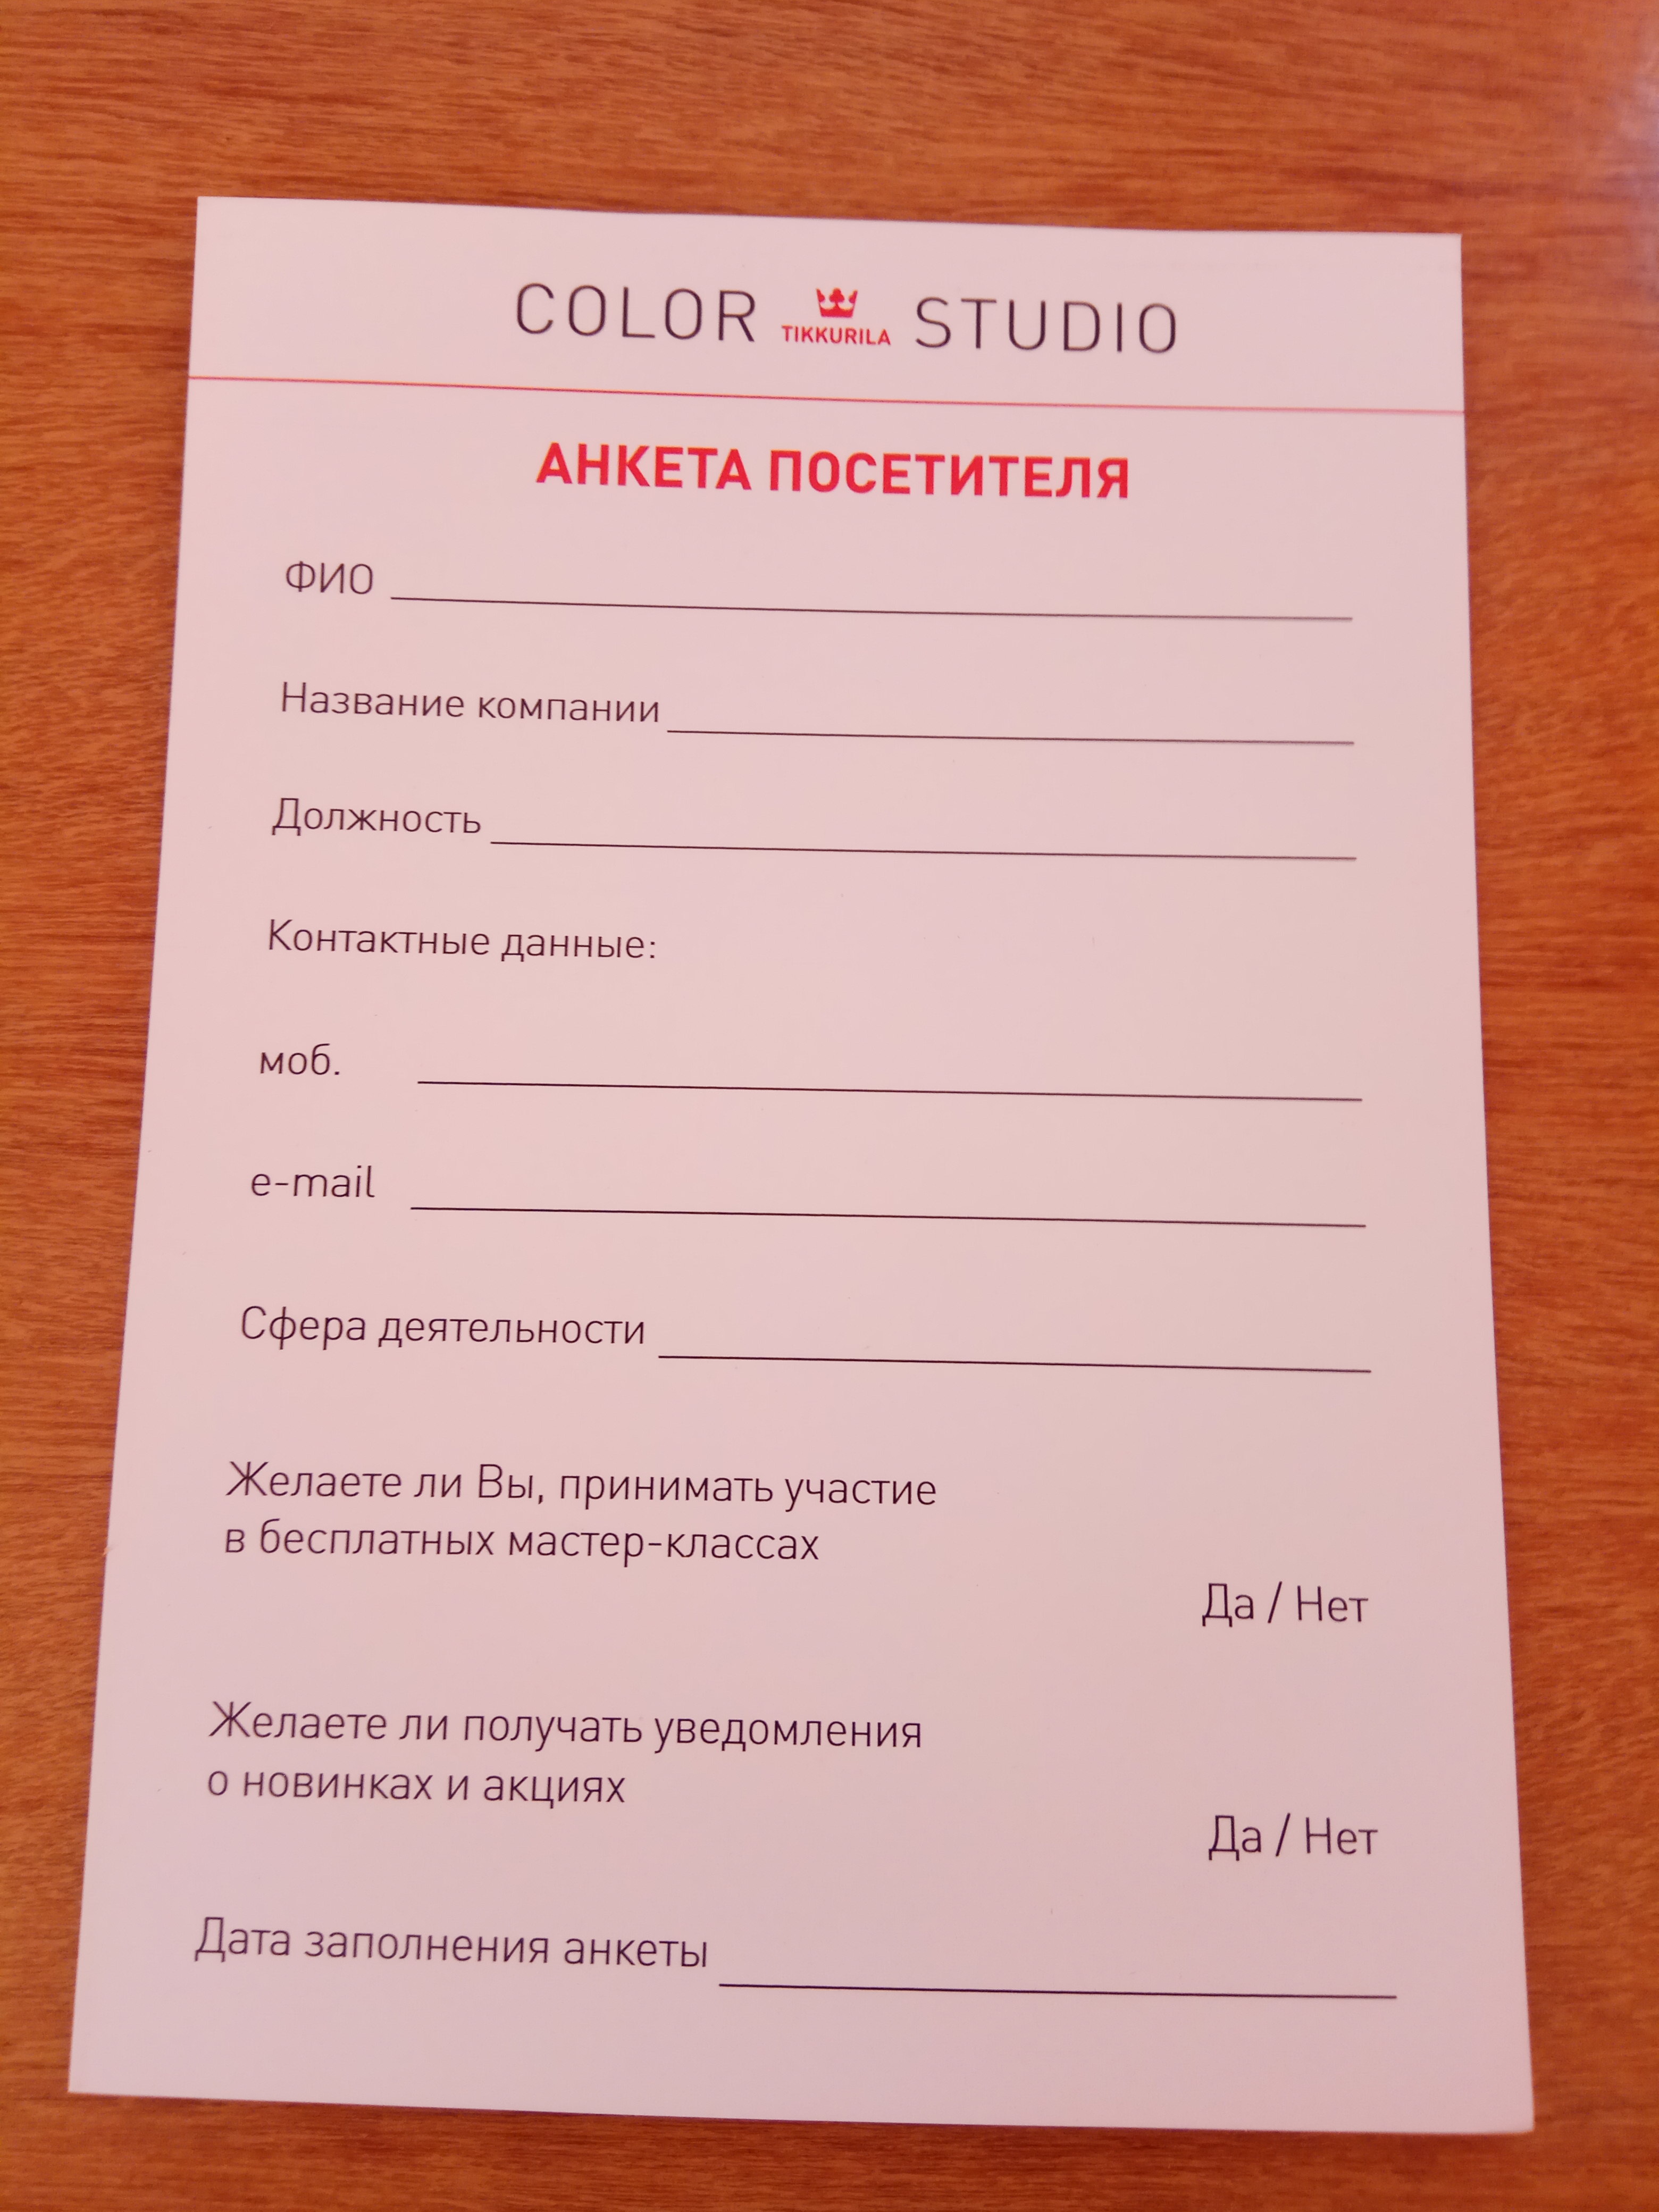 COLOR TIKKURILA STUDIO
АНКЕТА ПОСЕТИТЕЛЯ
ФИО
Название компании
Должность
Контактные данные:
моб.
e-mail
Сфера деятельности
Желаете ли Вы, принимать участие
в бесплатных мастер-классах
Да / Нет
Желаете ли получать уведомления
о новинках и акциях
Да / Нет
Дата заполнения анкеты